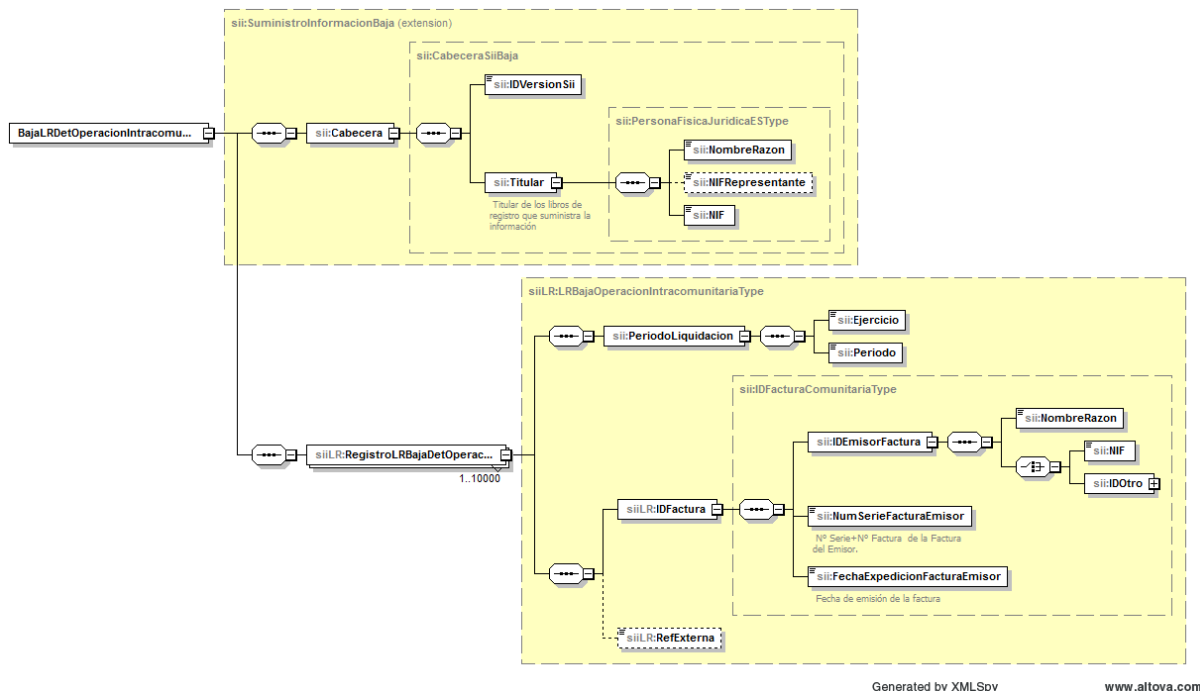 sii:SuministroInformacionBaja (extension)
sii:CabeceraSiiBaja
sii:IDVersionSii
sii:PersonaFisicaJuridicaESType
BajaLRDetOperacionIntracomu...
sii:Cabecera
sii:NombreRazon
sii:Titular
sii:NIFRepresentante
Titular de los libros de
registro que suministra la
información
sii:NIF
siiLR:LRBajaOperacionIntracomunitariaType
sii:Ejercicio
sii:PeriodoLiquidacion
sii:Periodo
sii:IDFacturaComunitariaType
sii:NombreRazon
sii:IDEmisorFactura
sii:NIF
siiLR:RegistroLRBajaDetOperac...
1..10000
sii:IDOtro
siiLR:IDFactura
sii:NumSerieFacturaEmisor
Nº Serie+Nº Factura de la Factura
del Emisor.
sii:FechaExpedicionFacturaEmisor
Fecha de emisión de la factura
siiLR:RefExterna
Generated by XMLSpy
www.altova.com